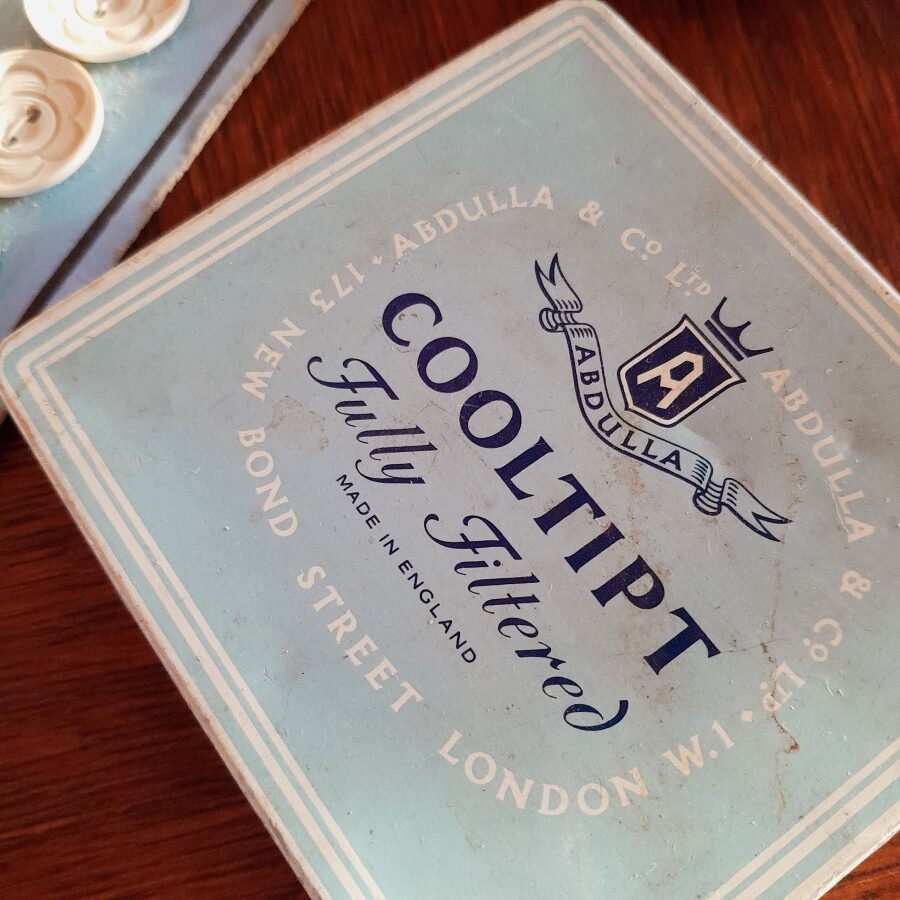 ABDULLA & Cº LTD
ABDULLA & Cº LTD
173 NEW BOND STREET LONDON W.1
A
ABDULLA
COOLTIPT
Fully Filtered
MADE IN ENGLAND